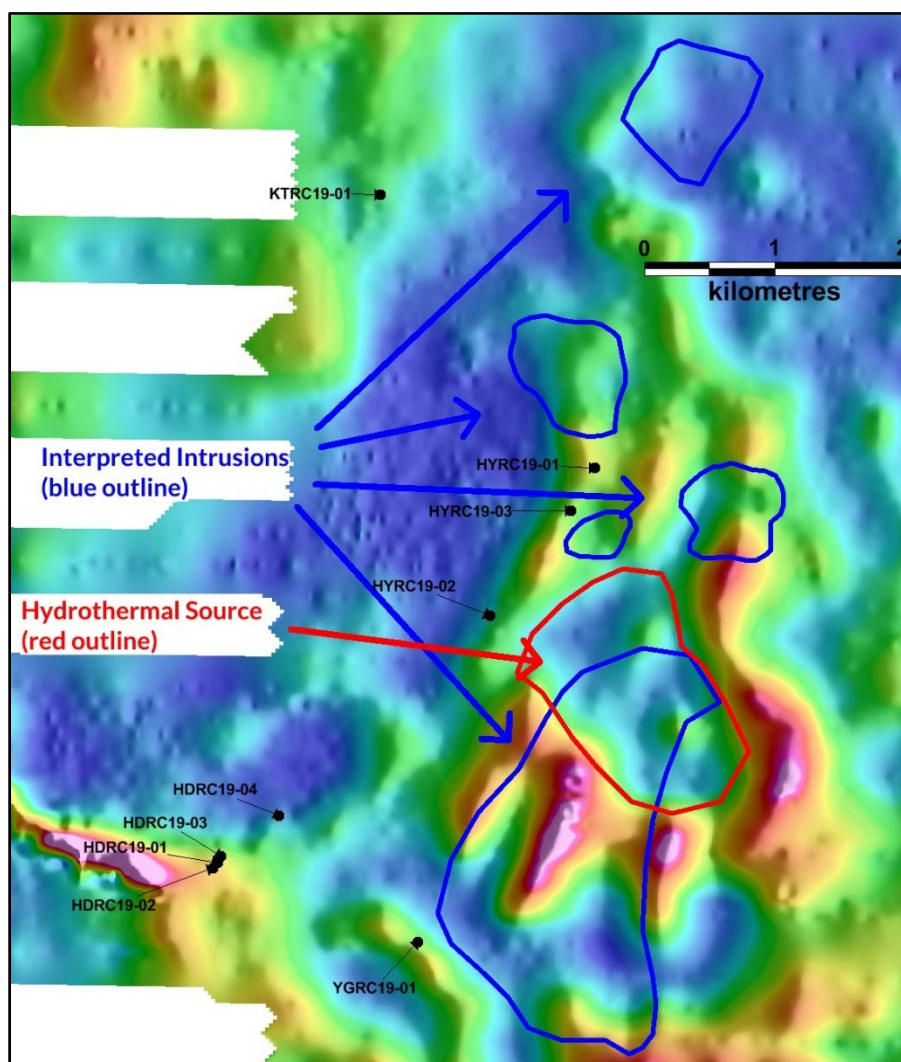 KTRC19-01
0 1 2
kilometres
Interpreted Intrusions
(blue outline)
HYRC19-01
HYRC19-03
HYRC19-02
Hydrothermal Source
(red outline)
HDRC19-04
HDRC19-03
HDRC19-01
HDRC19-02
YGRC19-01